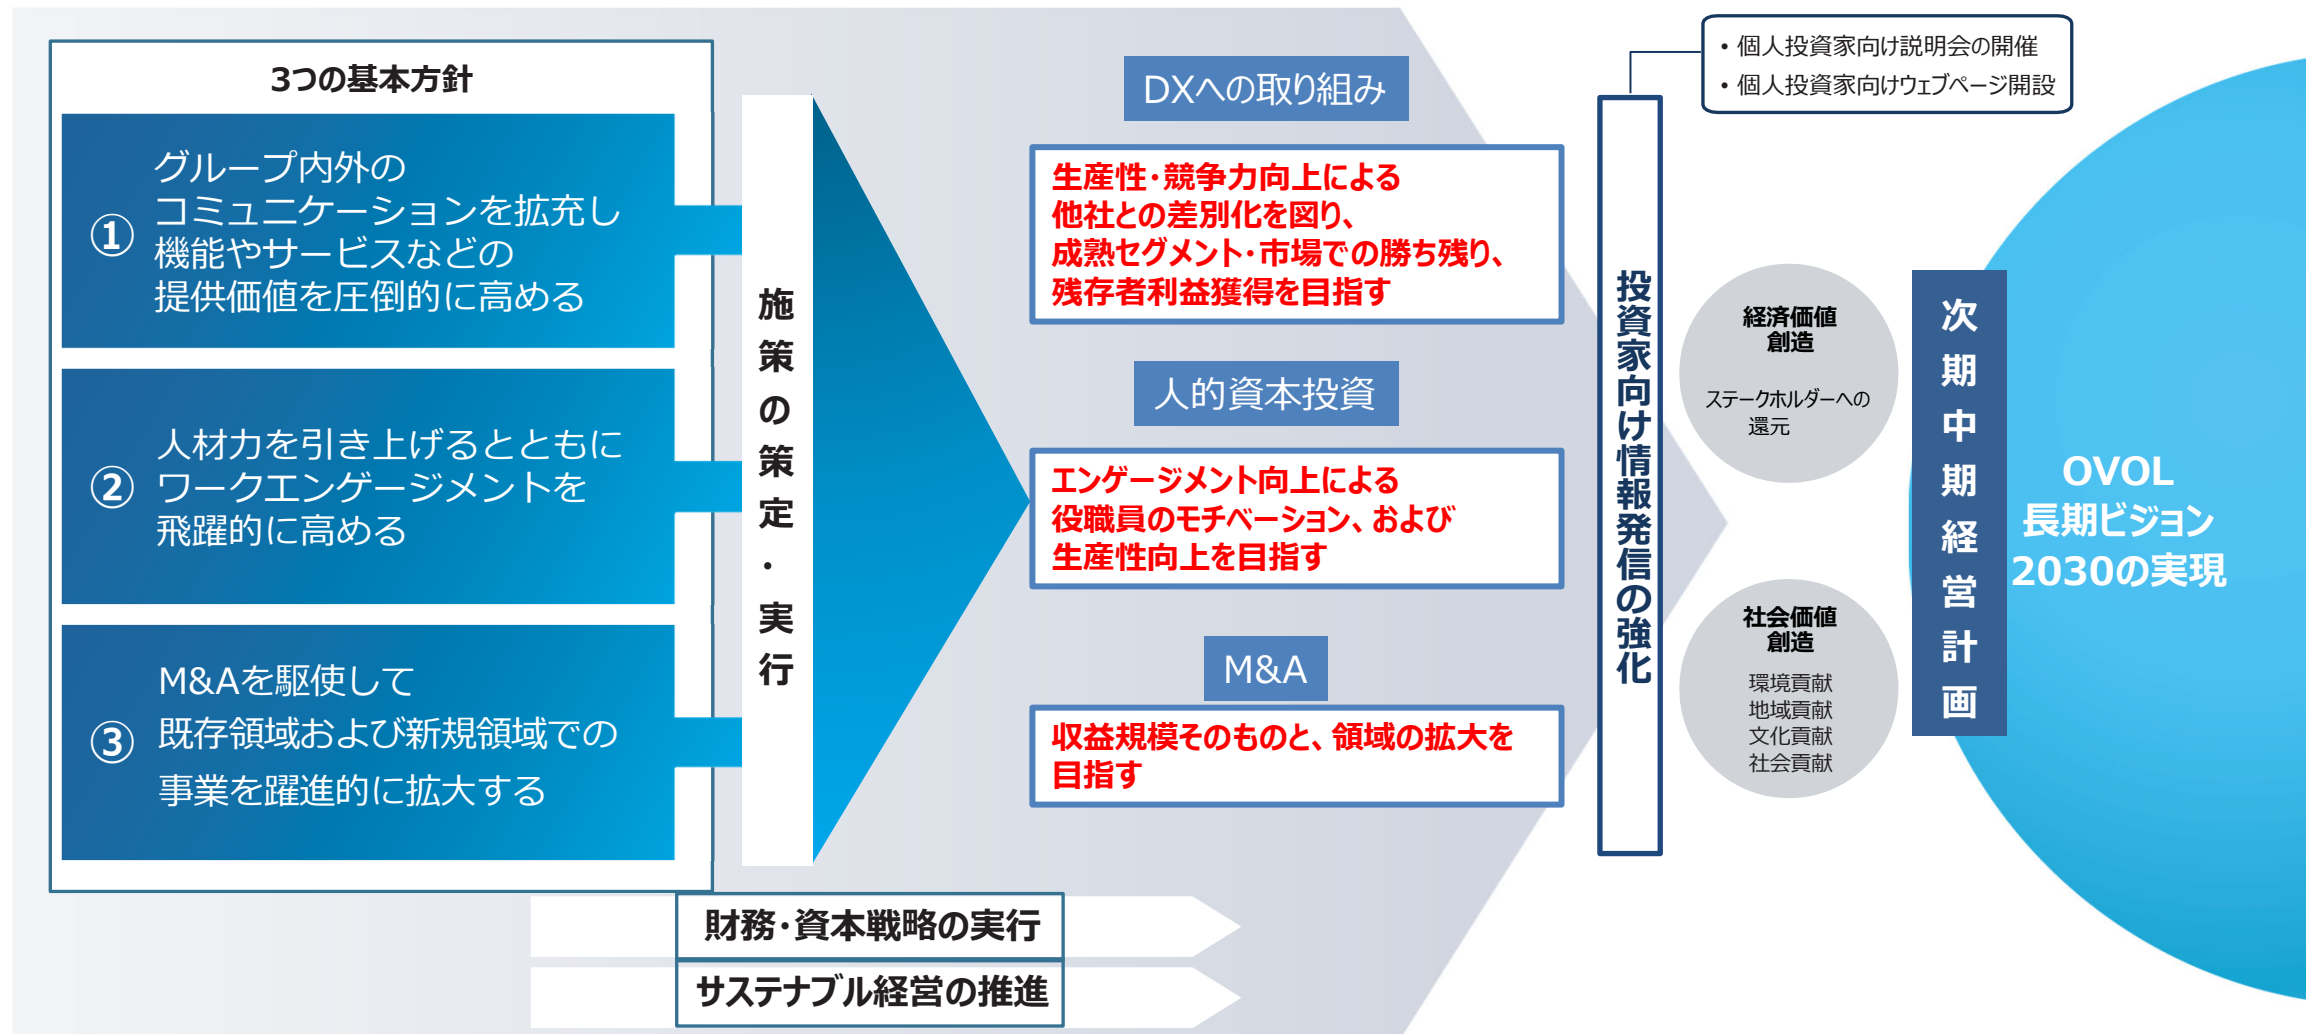 3つの基本方針
①
グループ内外の
コミュニケーションを拡充し
機能やサービスなどの
提供価値を圧倒的に高める
②
人材力を引き上げるとともに
ワークエンゲージメントを
飛躍的に高める
③
M&Aを駆使して
既存領域および新規領域での
事業を躍進的に拡大する
施策の策定・実行
DXへの取り組み
生産性・競争力向上による
他社との差別化を図り、
成熟セグメント・市場での勝ち残り、
残存者利益獲得を目指す
人的資本投資
エンゲージメント向上による
役職員のモチベーション、および
生産性向上を目指す
M&A
収益規模そのものと、領域の拡大を
目指す
財務・資本戦略の実行
サステナブル経営の推進
・個人投資家向け説明会の開催
・個人投資家向けウェブページ開設
投資家向け情報発信の強化
経済価値
創造
ステークホルダーへの
還元
社会価値
創造
環境貢献
地域貢献
文化貢献
社会貢献
次期中期経営計画
OVOL
長期ビジョン
2030の実現